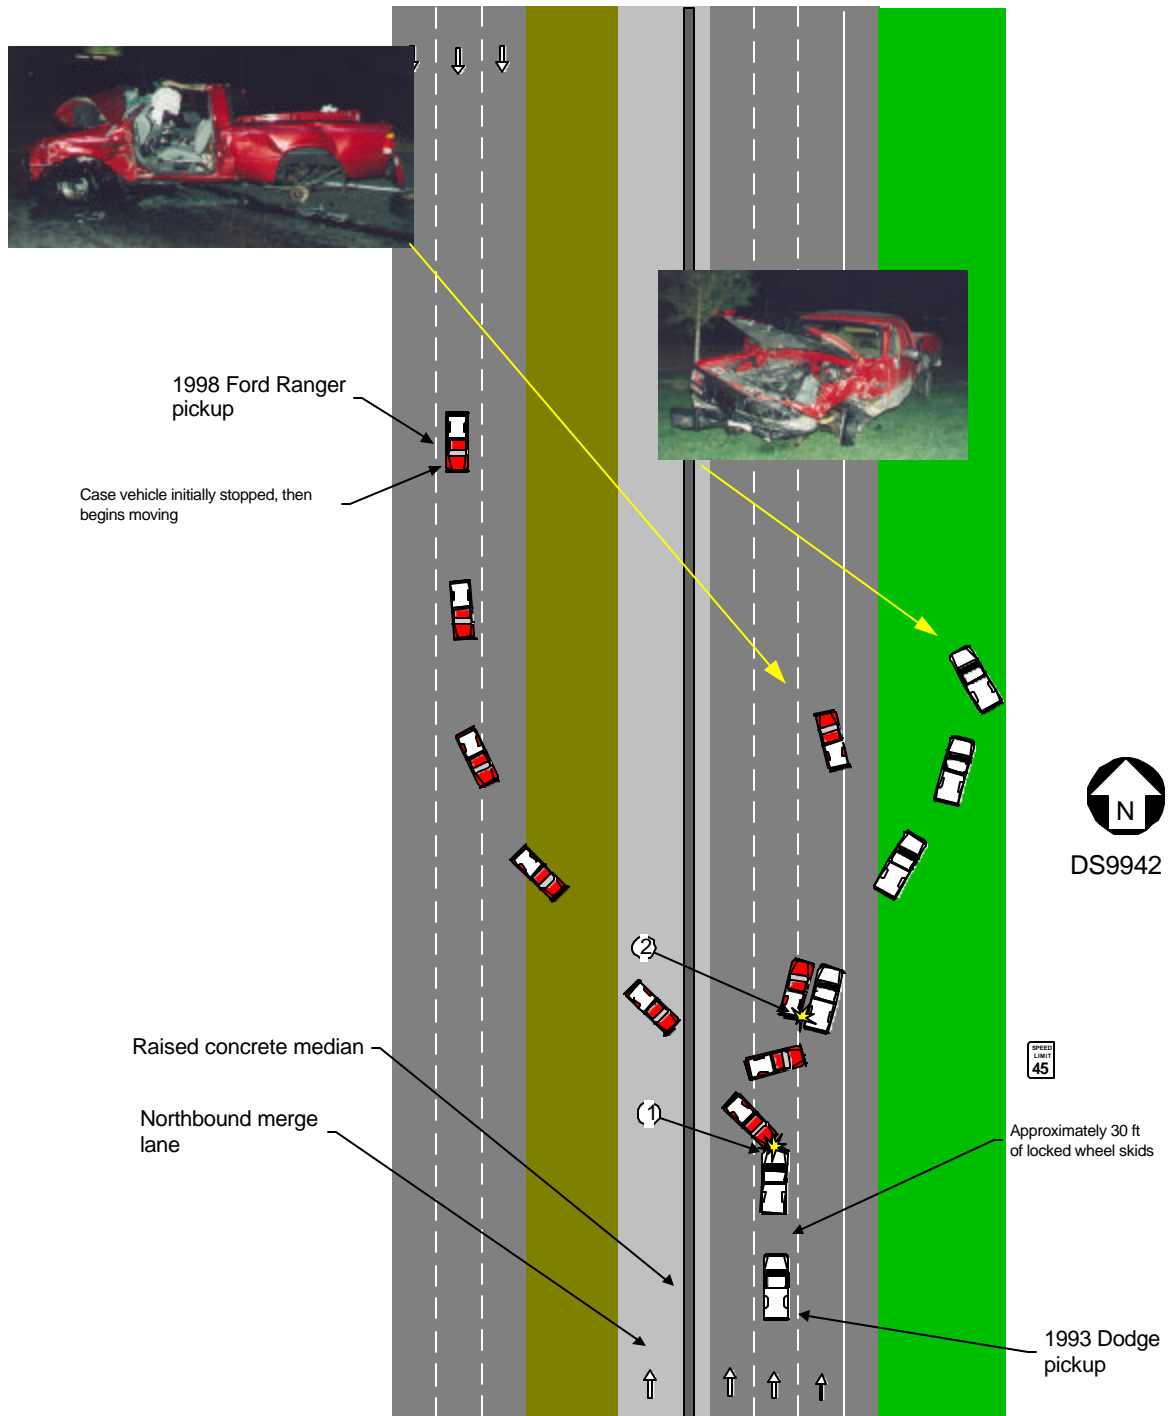 1998 Ford Ranger
pickup
Case vehicle initially stopped, then
begins moving
N
DS9942
2
Raised concrete median
SPEED
LIMIT
45
Northbound merge
lane
1
Approximately 30 ft
of locked wheel skids
1993 Dodge
pickup